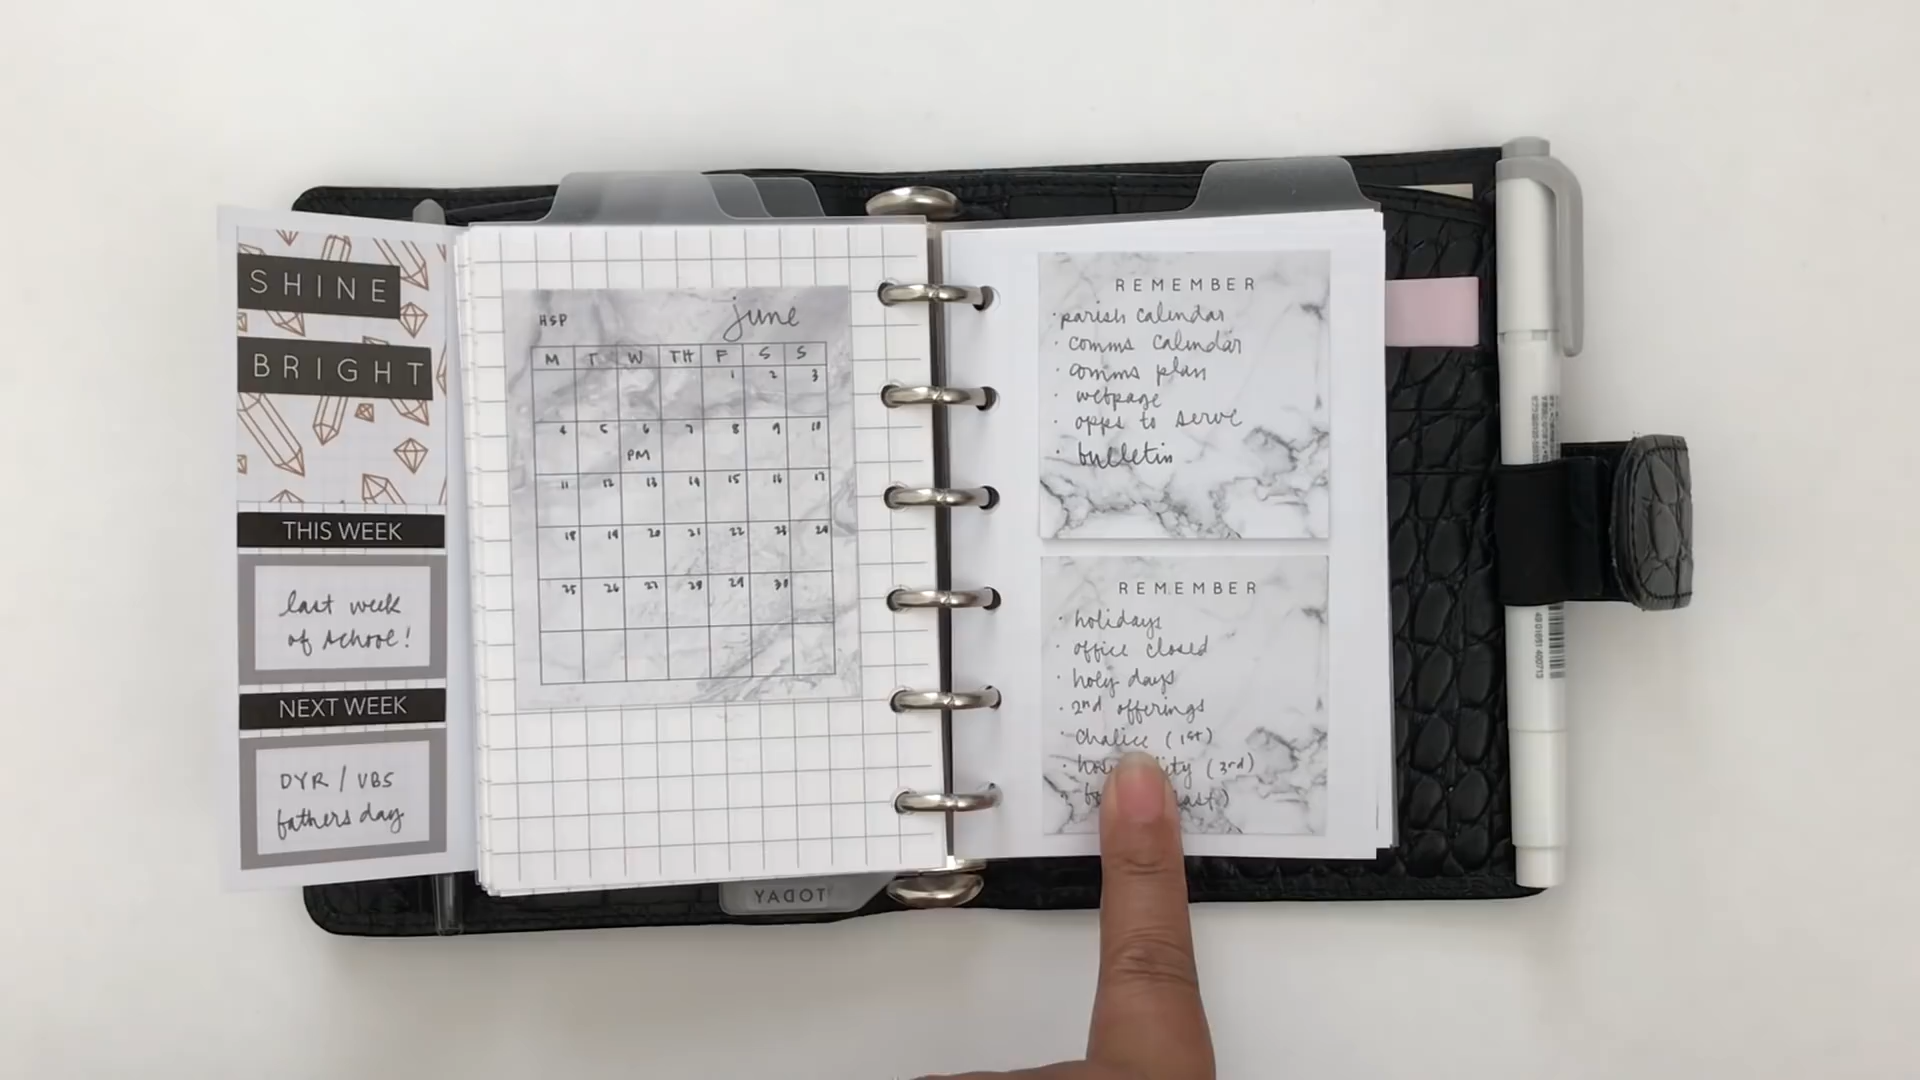 SHINE
BRIGHT
THIS WEEK
last week
of school!
NEXT WEEK
DYR / VBS
fathers day
HSP
june
M T W TH F S S
1 2 3
4 5 6 7 8 9 10
PM
11 12 13 14 15 16 17
18 19 20 21 22 23 24
25 26 27 28 29 30
TODAY
REMEMBER
· parish calendar
· comms calendar
· comms plan
· webpage
· opps to serve
· bulletin
REMEMBER
· holidays
· office closed
· holy days
· 2nd offerings
· chalice (1st)
· (3rd)
last)